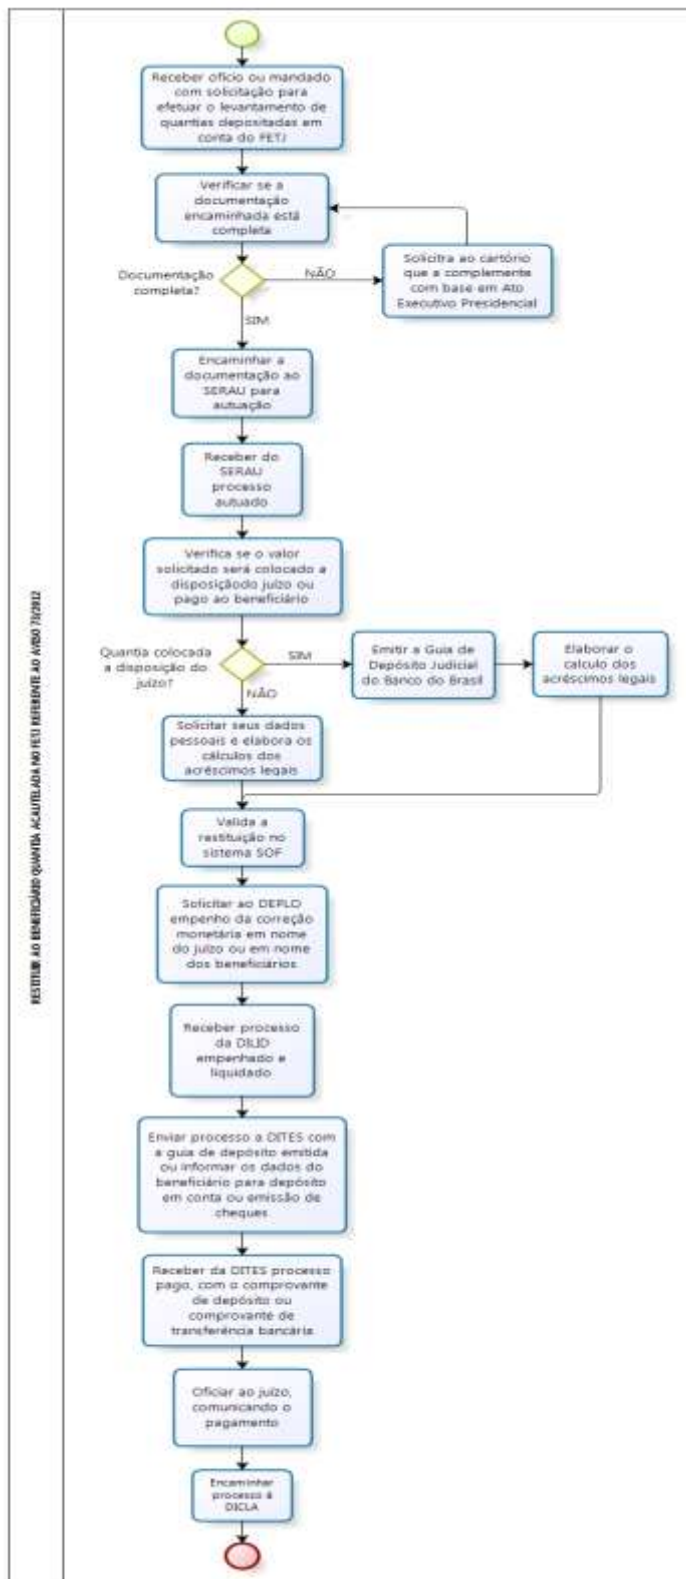 RESTITUIR AO BENEFICIÁRIO QUANTIA ACAUTELADA NO FETJ REFERENTE AO AVISO 73/2012
Receber ofício ou mandado
com solicitação para
efetuar o levantamento de
quantias depositadas em
conta do FETJ
Verificar se a
documentação
encaminhada está
completa
Documentação
completa?
NÃO
Solicitra ao cartório
que a complemente
com base em Ato
Executivo Presidencial
SIM
Encaminhar a
documentação ao
SERAU para
autuação
Receber do
SERAU
processo
autuado
Verifica se o valor
solicitado será colocado a
disposiçãodo juízo ou
pago ao beneficiário
Quantia colocada
a disposição do
juízo?
SIM
Emitir a Guia de
Depósito Judicial
do Banco do Brasil
Elaborar o
calculo dos
acréscimos legais
NÃO
Solicitar seus dados
pessoais e elabora os
cálculos dos
acréscimos legais
Valida a
restituição no
sistema SOF
Solicitar ao DEPLO
empenho da correção
monetária em nome
do juízo ou em nome
dos beneficiários
Receber processo
da DILID
empenhado e
liquidado
Enviar processo a DITES com
a guia de depósito emitida
ou informar os dados do
beneficiário para depósito
em conta ou emissão de
cheques
Receber da DITES processo
pago, com o comprovante
de depósito ou
comprovante de
transferência bancária
Oficiar ao juízo,
comunicando o
pagamento
Encaminhar
processo à
DICLA